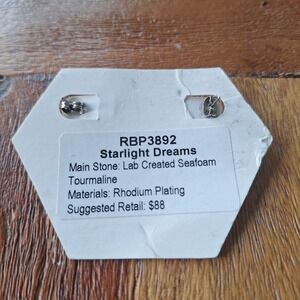 RBP3892
Starlight Dreams
Main Stone: Lab Created Seafoam
Tourmaline
Materials: Rhodium Plating
Suggested Retail: $88